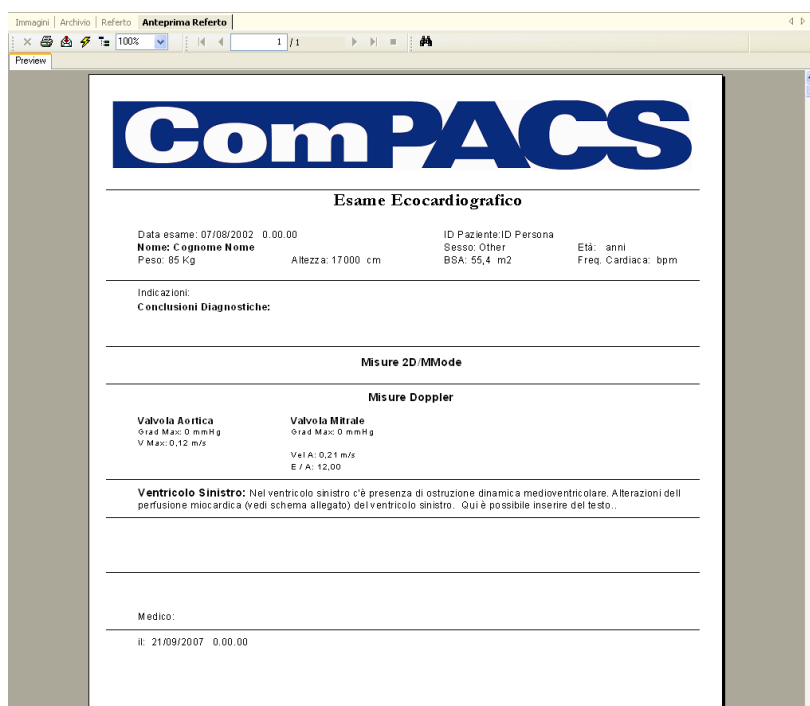 Immagini Archivio Referto Anteprima Referto
100% 1 /1
Preview
ComPACS
Esame Ecocardiografico
Data esame: 07/08/2002 0.00.00 ID Paziente:ID Persona
Nome: Cognome Nome Sesso: Other Etá: anni
Peso: 85 Kg Altezza: 17000 cm BSA: 55,4 m2 Freq. Cardiaca: bpm
Indicazioni:
Conclusioni Diagnostiche:
Misure 2D/MMode
Misure Doppler
Valvola Aortica Valvola Mitrale
Grad Max: 0 mmHg Grad Max: 0 mmHg
V Max: 0,12 m/s
Vel A: 0,21 m/s
E / A: 12,00
Ventricolo Sinistro: Nel ventricolo sinistro c'è presenza di ostruzione dinamica medioventricolare. Alterazioni dell
perfusione miocardica (vedi schema allegato) del ventricolo sinistro. Qui è possibile inserire del testo..
Medico:
il: 21/09/2007 0.00.00